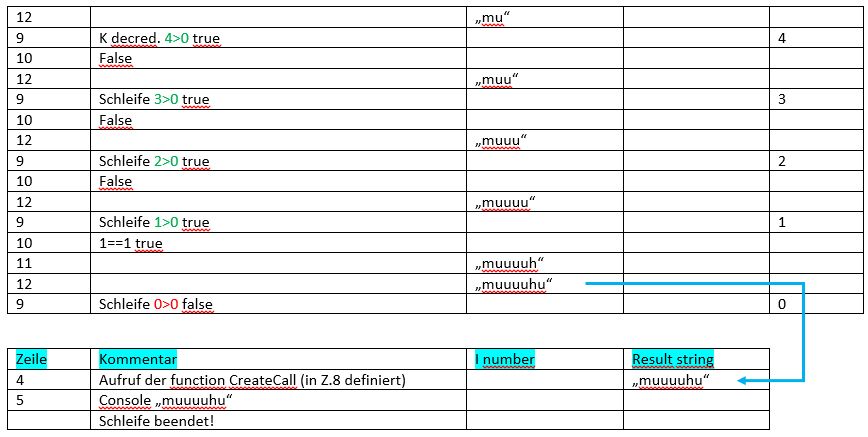 12 „mu“
9 K decred. 4>0 true 4
10 False
12 „muu“
9 Schleife 3>0 true 3
10 False
12 „muuu“
9 Schleife 2>0 true 2
10 False
12 „muuuu“
9 Schleife 1>0 true 1
10 1==1 true
11 „muuuuh“
12 „muuuuhu“
9 Schleife 0>0 false 0
Zeile Kommentar I number Result string
4 Aufruf der function CreateCall (in Z.8 definiert) „muuuuhu“
5 Console „muuuuhu“
Schleife beendet!